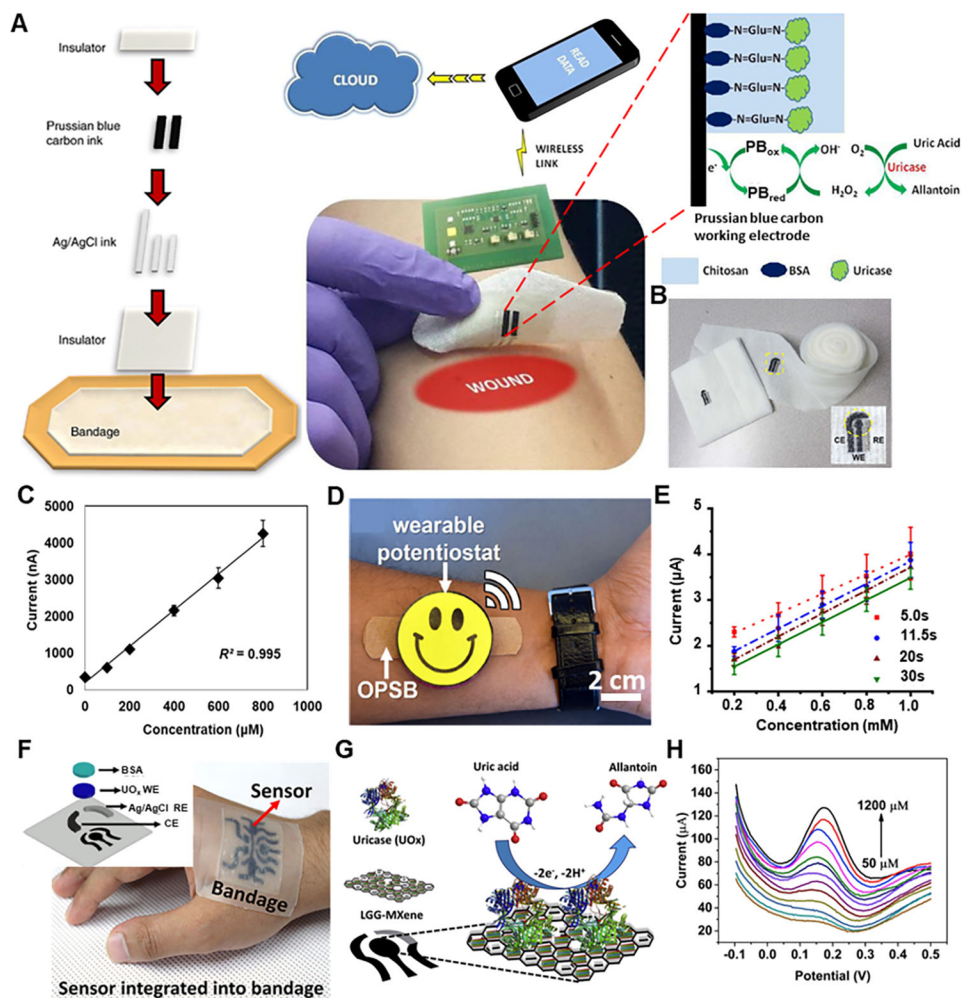 A
Insulator
Prussian blue
carbon ink
Ag/AgCl ink
Insulator
Bandage
CLOUD
READ
DATA
WIRELESS
LINK
WOUND
N=Glu=N
N=Glu=N
N=Glu=N
N=Glu=N
e-
PBox
PBred
OH-
H2O2
O2
Uric Acid
Uricase
Allantoin
Prussian blue carbon
working electrode
Chitosan
BSA
Uricase
B
CE
RE
WE
C
Current (nA)
5000
4000
3000
2000
1000
0
0
200
400
600
800
1000
R² = 0.995
Concentration (µM)
D
wearable
potentiostat
OPSB
2 cm
E
Current (µA)
4
3
2
1
0.2
0.4
0.6
0.8
1.0
5.0s
11.5s
20s
30s
Concentration (mM)
F
BSA
UOx WE
Ag/AgCl RE
CE
Sensor
Bandage
Sensor integrated into bandage
G
Uricase (UOx)
LGG-MXene
Uric acid
Allantoin
-2e-, -2H+
H
Current (µA)
160
140
120
100
80
60
40
20
-0.1
0.0
0.1
0.2
0.3
0.4
0.5
1200 µM
50 µM
Potential (V)